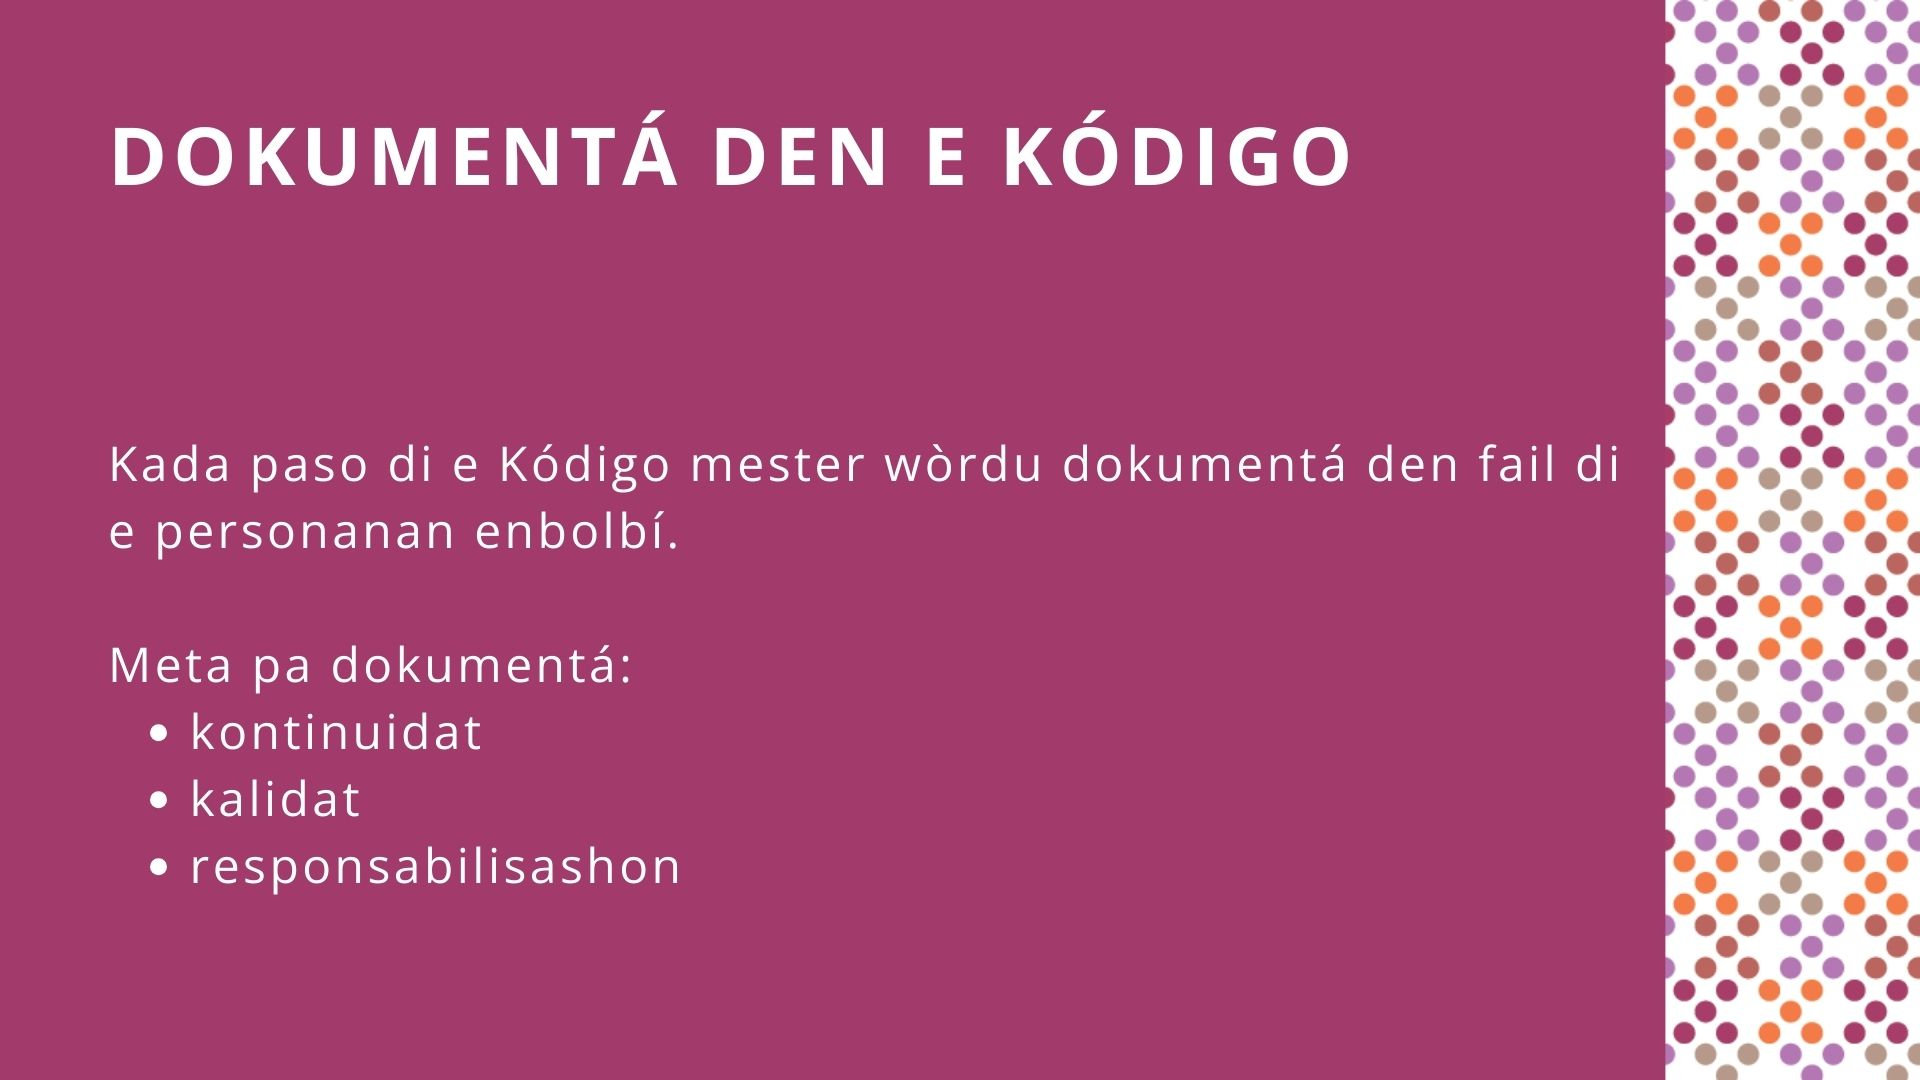 DOKUMENTÁ DEN E KÓDIGO
Kada paso di e Kódigo mester wòrdu dokumentá den fail di
e personanan enbolbí.
Meta pa dokumentá:
• kontinuidat
• kalidat
• responsabilisashon